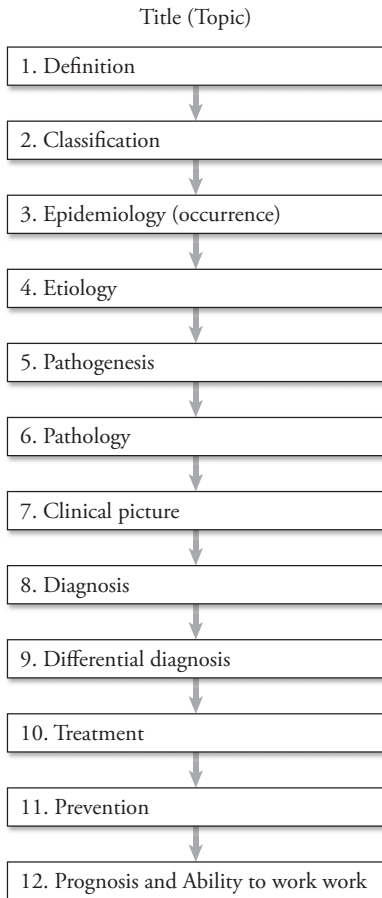 Title (Topic)
1. Definition
2. Classification
3. Epidemiology (occurrence)
4. Etiology
5. Pathogenesis
6. Pathology
7. Clinical picture
8. Diagnosis
9. Differential diagnosis
10. Treatment
11. Prevention
12. Prognosis and Ability to work work